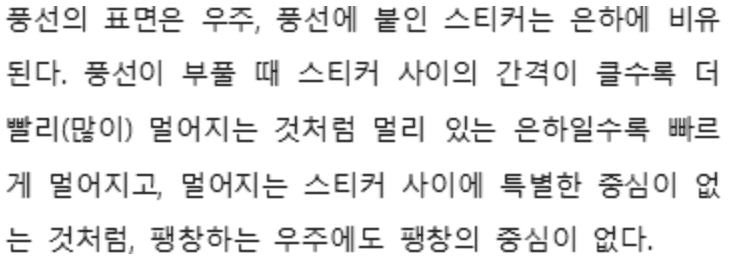 풍선의 표면은 우주, 풍선에 붙인 스티커는 은하에 비유
된다. 풍선이 부풀 때 스티커 사이의 간격이 클수록 더
빨리(많이) 멀어지는 것처럼 멀리 있는 은하일수록 빠르
게 멀어지고, 멀어지는 스티커 사이에 특별한 중심이 없
는 것처럼, 팽창하는 우주에도 팽창의 중심이 없다.